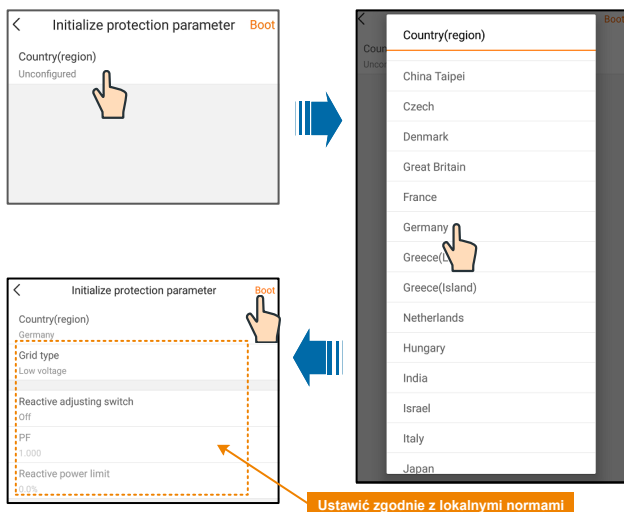 Initialize protection parameter Boot
Country(region)
Unconfigured
Boot
Country(region)
China Taipei
Czech
Denmark
Great Britain
France
Germany
Greece(L
Greece(Island)
Netherlands
Hungary
India
Israel
Italy
Japan
Initialize protection parameter Boot
Country(region)
Germany
Grid type
Low voltage
Reactive adjusting switch
Off
PF
1.000
Reactive power limit
0.0%
Ustawić zgodnie z lokalnymi normami